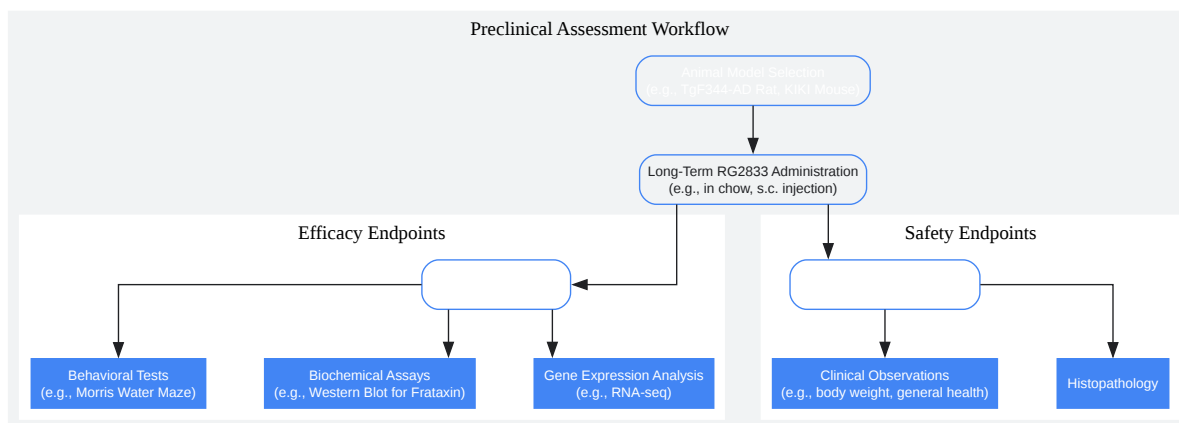 Preclinical Assessment Workflow
Animal Model Selection
(e.g., TgF344-AD Rat, KIKI Mouse)
Long-Term RG2833 Administration
(e.g., in chow, s.c. injection)
Efficacy Endpoints
Safety Endpoints
Behavioral Tests
(e.g., Morris Water Maze)
Biochemical Assays
(e.g., Western Blot for Frataxin)
Gene Expression Analysis
(e.g., RNA-seq)
Clinical Observations
(e.g., body weight, general health)
Histopathology